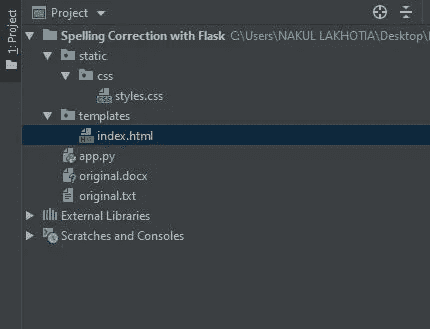 1: Project
Project
Spelling Correction with Flask C:\Users\NAKUL LAKHOTIA\Desktop\
static
css
styles.css
templates
index.html
app.py
original.docx
original.txt
External Libraries
Scratches and Consoles